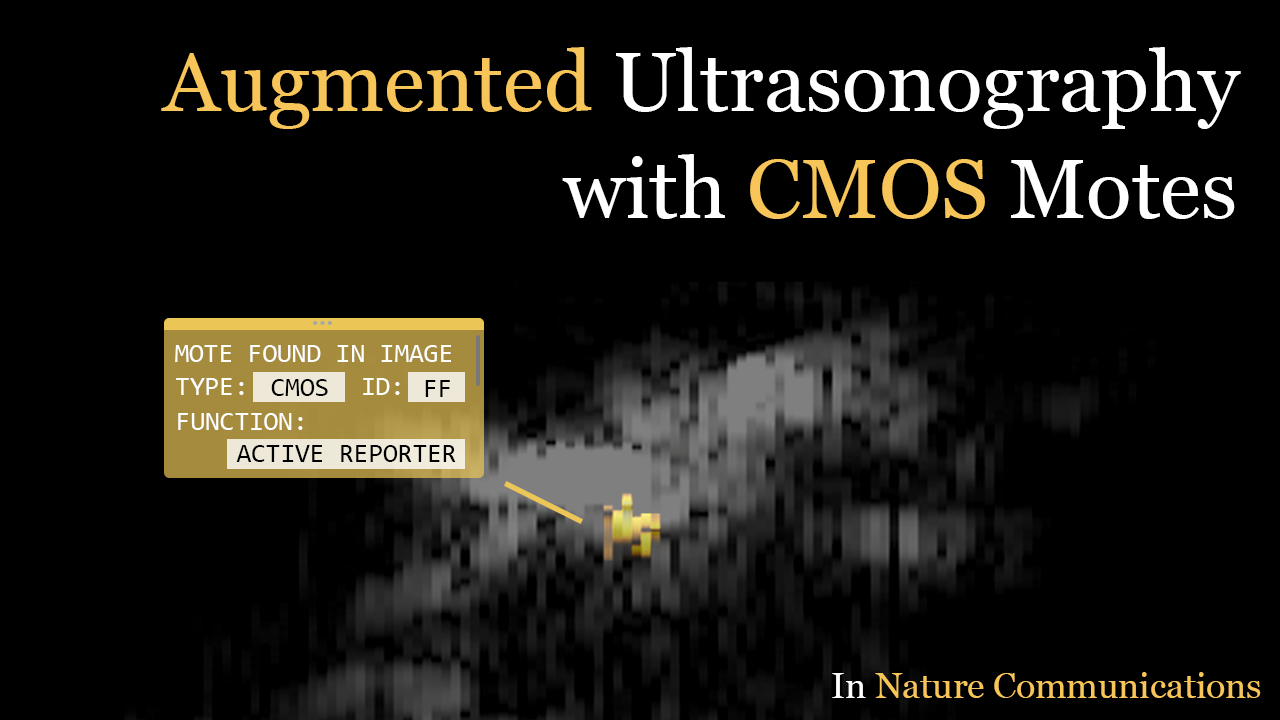 Augmented Ultrasonography
with CMOS Motes
MOTE FOUND IN IMAGE
TYPE: CMOS ID: FF
FUNCTION:
ACTIVE REPORTER
In Nature Communications